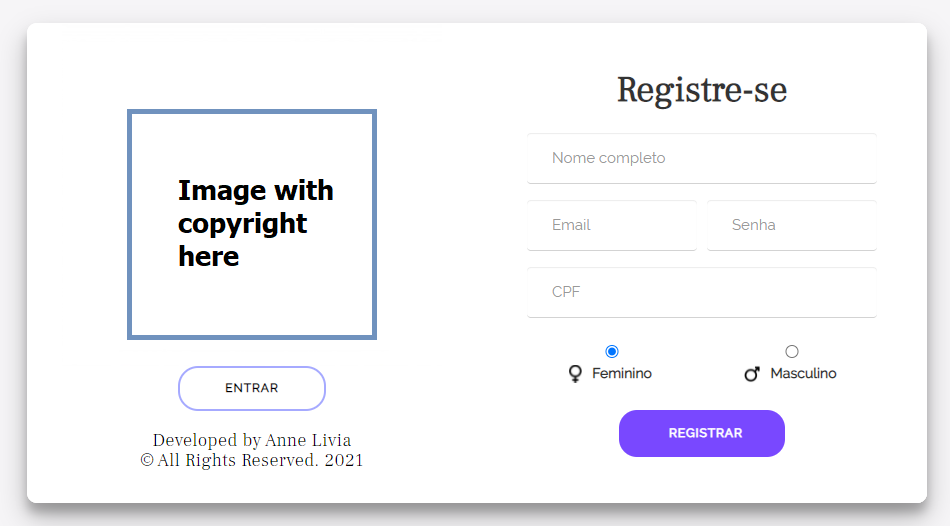 Registre-se
Image with
copyright
here
ENTRAR
Developed by Anne Livia
© All Rights Reserved. 2021
Nome completo
Email Senha
CPF
Feminino Masculino
REGISTRAR